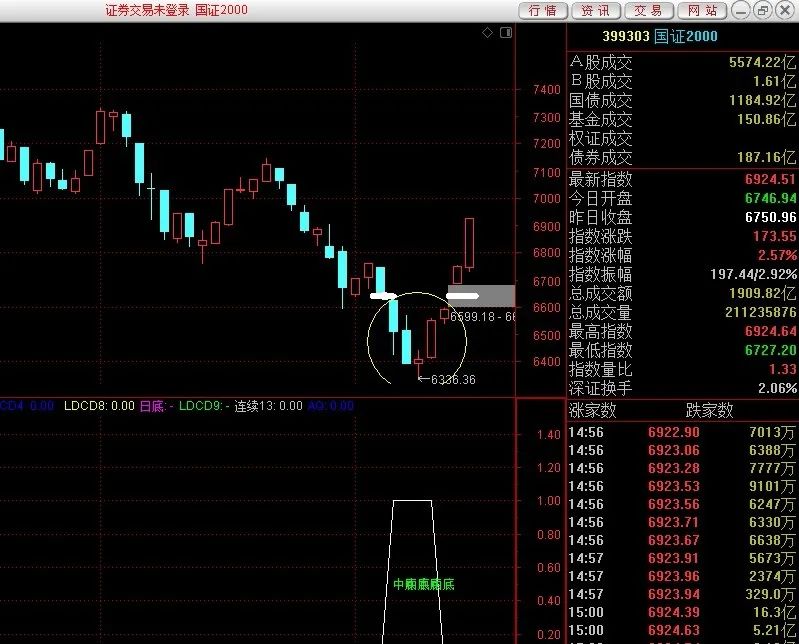 证券交易未登录 国证2000
行情 资讯 交易 网站
399303 国证2000
A股成交 5574.22亿
B股成交 1.61亿
国债成交 1184.92亿
基金成交 150.86亿
权证成交
债券成交 187.16亿
最新指数 6924.51
今日开盘 6746.94
昨日收盘 6750.96
指数涨跌 173.55
指数涨幅 2.57%
指数振幅 197.44/2.92%
总成交额 1909.82亿
总成交量 211235876
最高指数 6924.64
最低指数 6727.20
指数量比 1.33
深证换手 2.06%
涨家数 跌家数
14:56 6922.90 7013万
14:56 6923.06 6388万
14:56 6923.28 7777万
14:56 6923.53 9101万
14:56 6923.56 6247万
14:56 6923.71 6330万
14:56 6923.67 6638万
14:57 6923.91 5673万
14:57 6923.96 2374万
14:57 6923.94 329.0万
15:00 6924.39 16.3亿
15:00 6924.63 5.21亿
7400
7300
7200
7100
7000
6900
6800
6700
6600
6500
6400
6599.18 - 66
←6336.36
CD4 0.00 LDCD8: 0.00 日底: - LDCD9: - 连续13: 0.00 AQ: 0.00
1.40
1.20
1.00
0.80
0.60
0.40
0.20